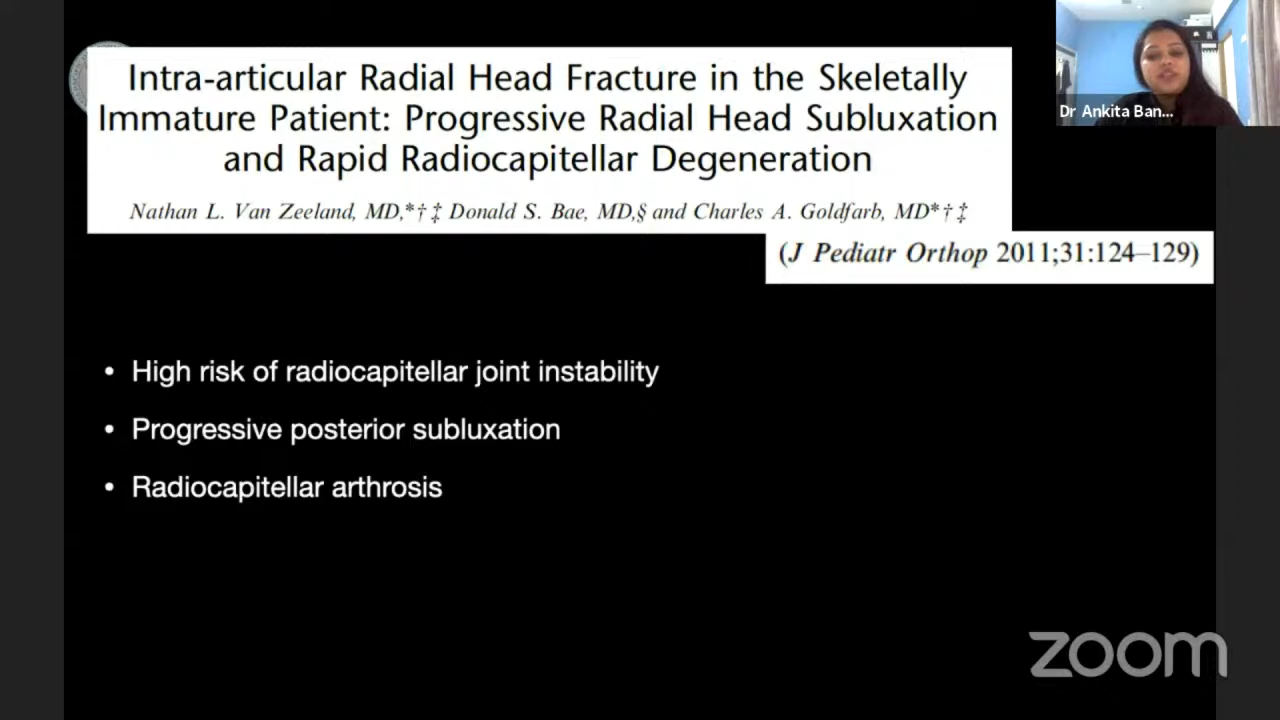 Intra-articular Radial Head Fracture in the Skeletally
Immature Patient: Progressive Radial Head Subluxation
and Rapid Radiocapitellar Degeneration
Nathan L. Van Zeeland, MD,*†‡ Donald S. Bae, MD,§ and Charles A. Goldfarb, MD*†‡
(J Pediatr Orthop 2011;31:124–129)
Dr Ankita Ban...
• High risk of radiocapitellar joint instability
• Progressive posterior subluxation
• Radiocapitellar arthrosis
zoom